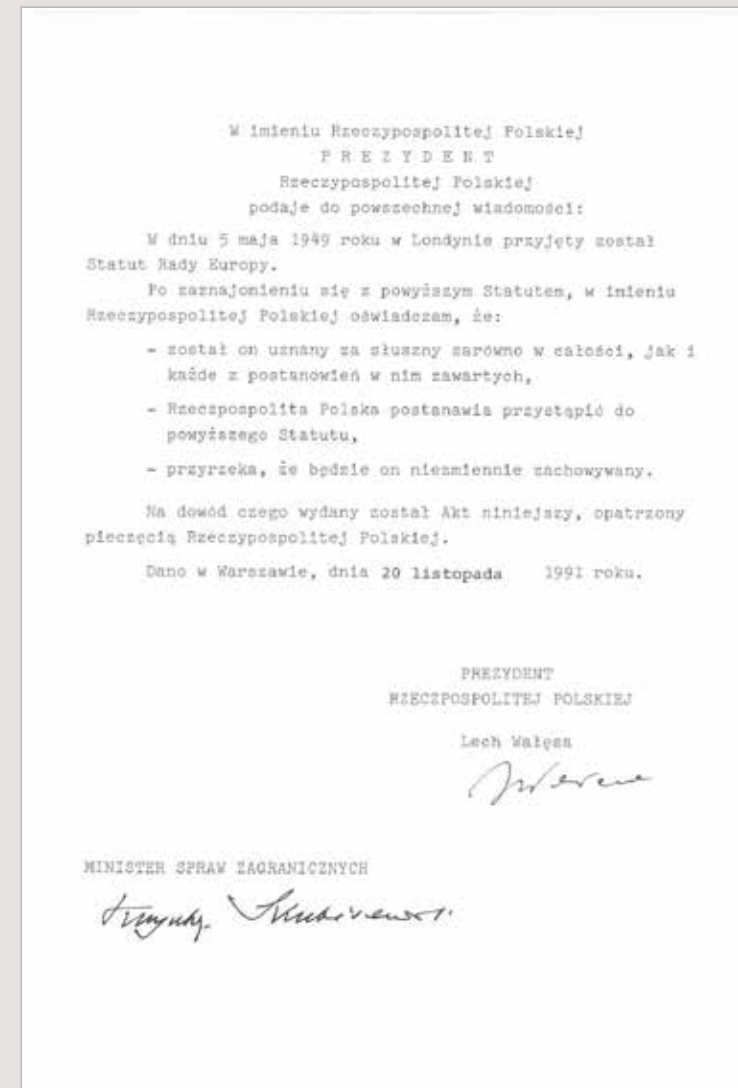 W imieniu Rzeczypospolitej Polskiej
P R E Z Y D E N T
Rzeczypospolitej Polskiej
podaje do powszechnej wiadomości:
W dniu 5 maja 1949 roku w Londynie przyjęty został
Statut Rady Europy.
Po zaznajomieniu się z powyższym Statutem, w imieniu
Rzeczypospolitej Polskiej oświadczam, że:
- został on uznany za słuszny zarówno w całości, jak i
każde z postanowień w nim zawartych,
- Rzeczpospolita Polska postanawia przystąpić do
powyższego Statutu,
- przyrzeka, że będzie on niezmiennie zachowywany.
Na dowód czego wydany został Akt niniejszy, opatrzony
pieczęcią Rzeczypospolitej Polskiej.
Dano w Warszawie, dnia 20 listopada 1991 roku.
PREZYDENT
RZECZPOSPOLITEJ POLSKIEJ
Lech Wałęsa
MINISTER SPRAW ZAGRANICZNYCH